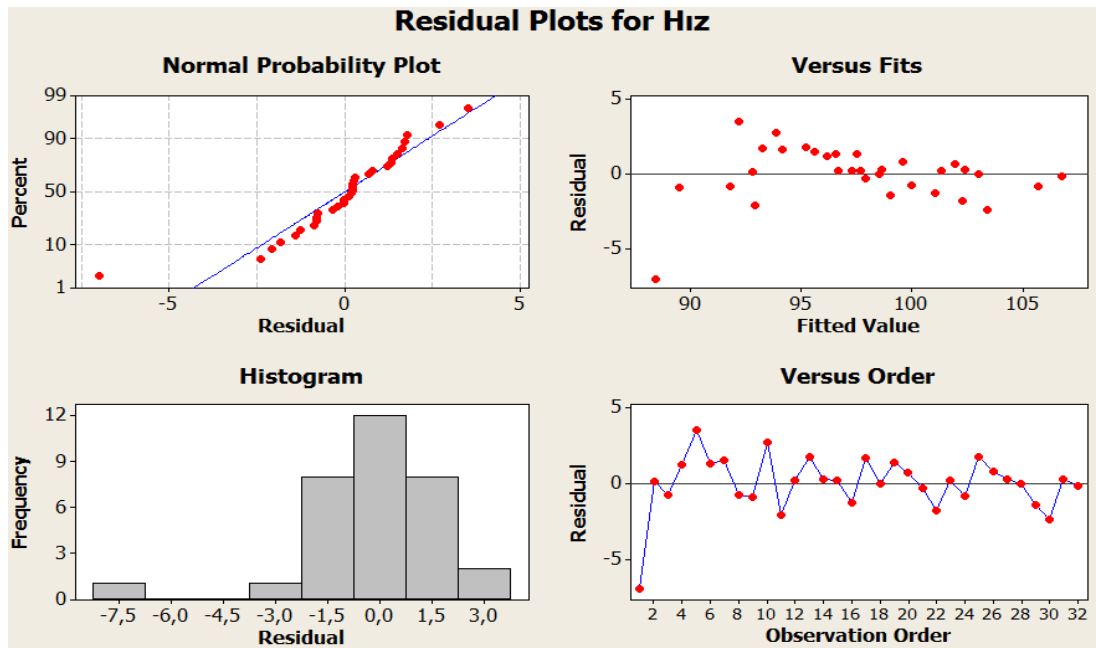 Residual Plots for Hız
Normal Probability Plot
99
90
50
10
1
Percent
-5 0 5
Residual
Versus Fits
5
0
-5
Residual
90 95 100 105
Fitted Value
Histogram
12
9
6
3
0
Frequency
-7,5 -6,0 -4,5 -3,0 -1,5 0,0 1,5 3,0
Residual
Versus Order
5
0
-5
Residual
2 4 6 8 10 12 14 16 18 20 22 24 26 28 30 32
Observation Order